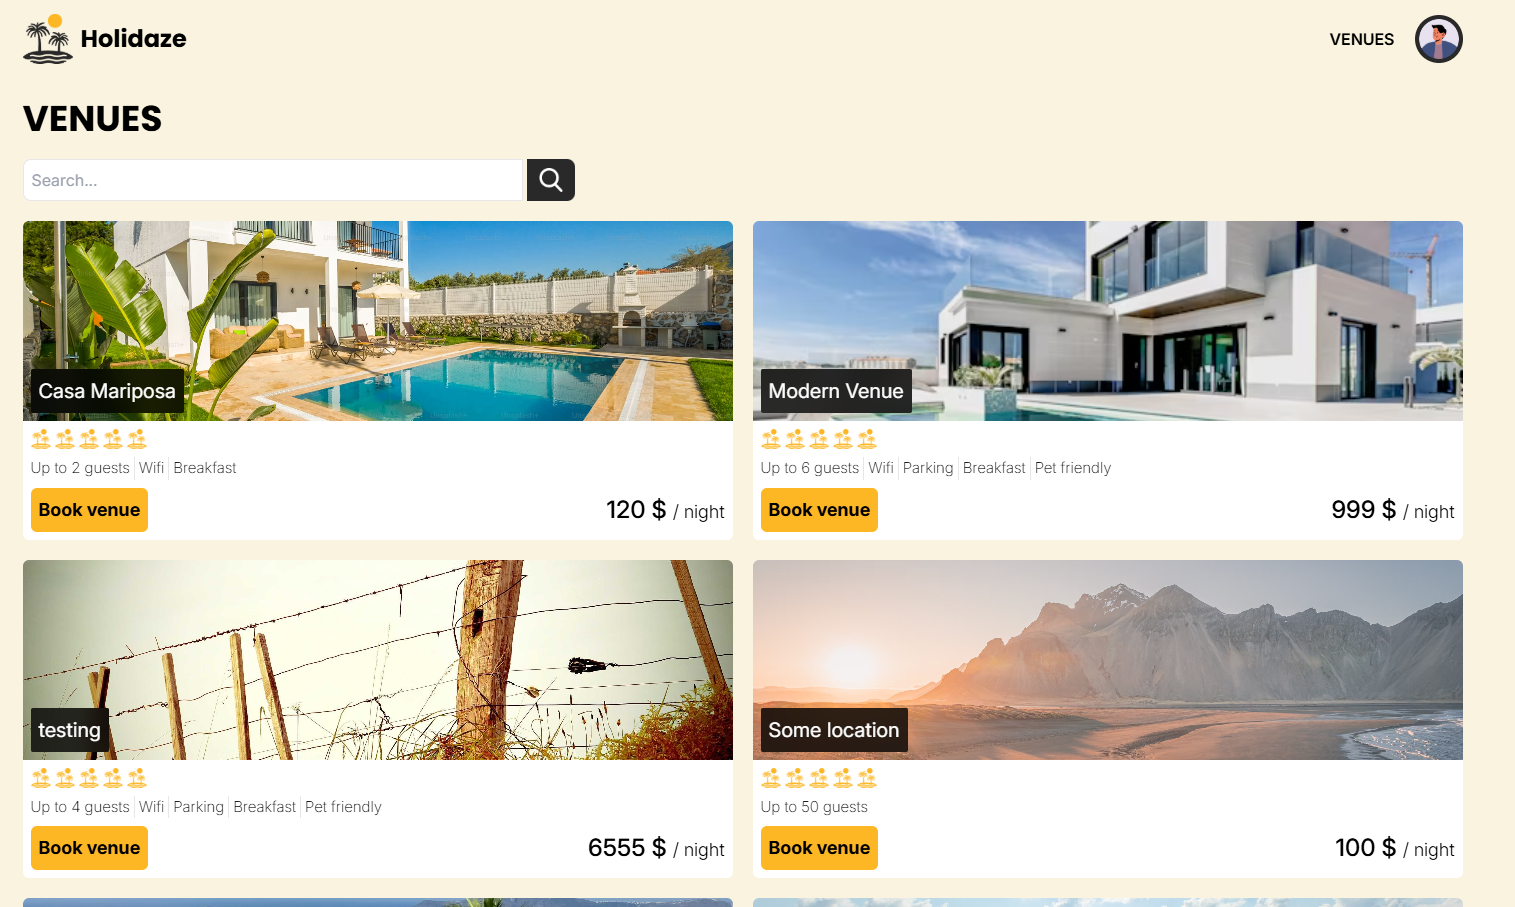 Holidaze
VENUES
VENUES
Search...
Casa Mariposa
Up to 2 guests Wifi Breakfast
Book venue
120 $ / night
Modern Venue
Up to 6 guests Wifi Parking Breakfast Pet friendly
Book venue
999 $ / night
testing
Up to 4 guests Wifi Parking Breakfast Pet friendly
Book venue
6555 $ / night
Some location
Up to 50 guests
Book venue
100 $ / night